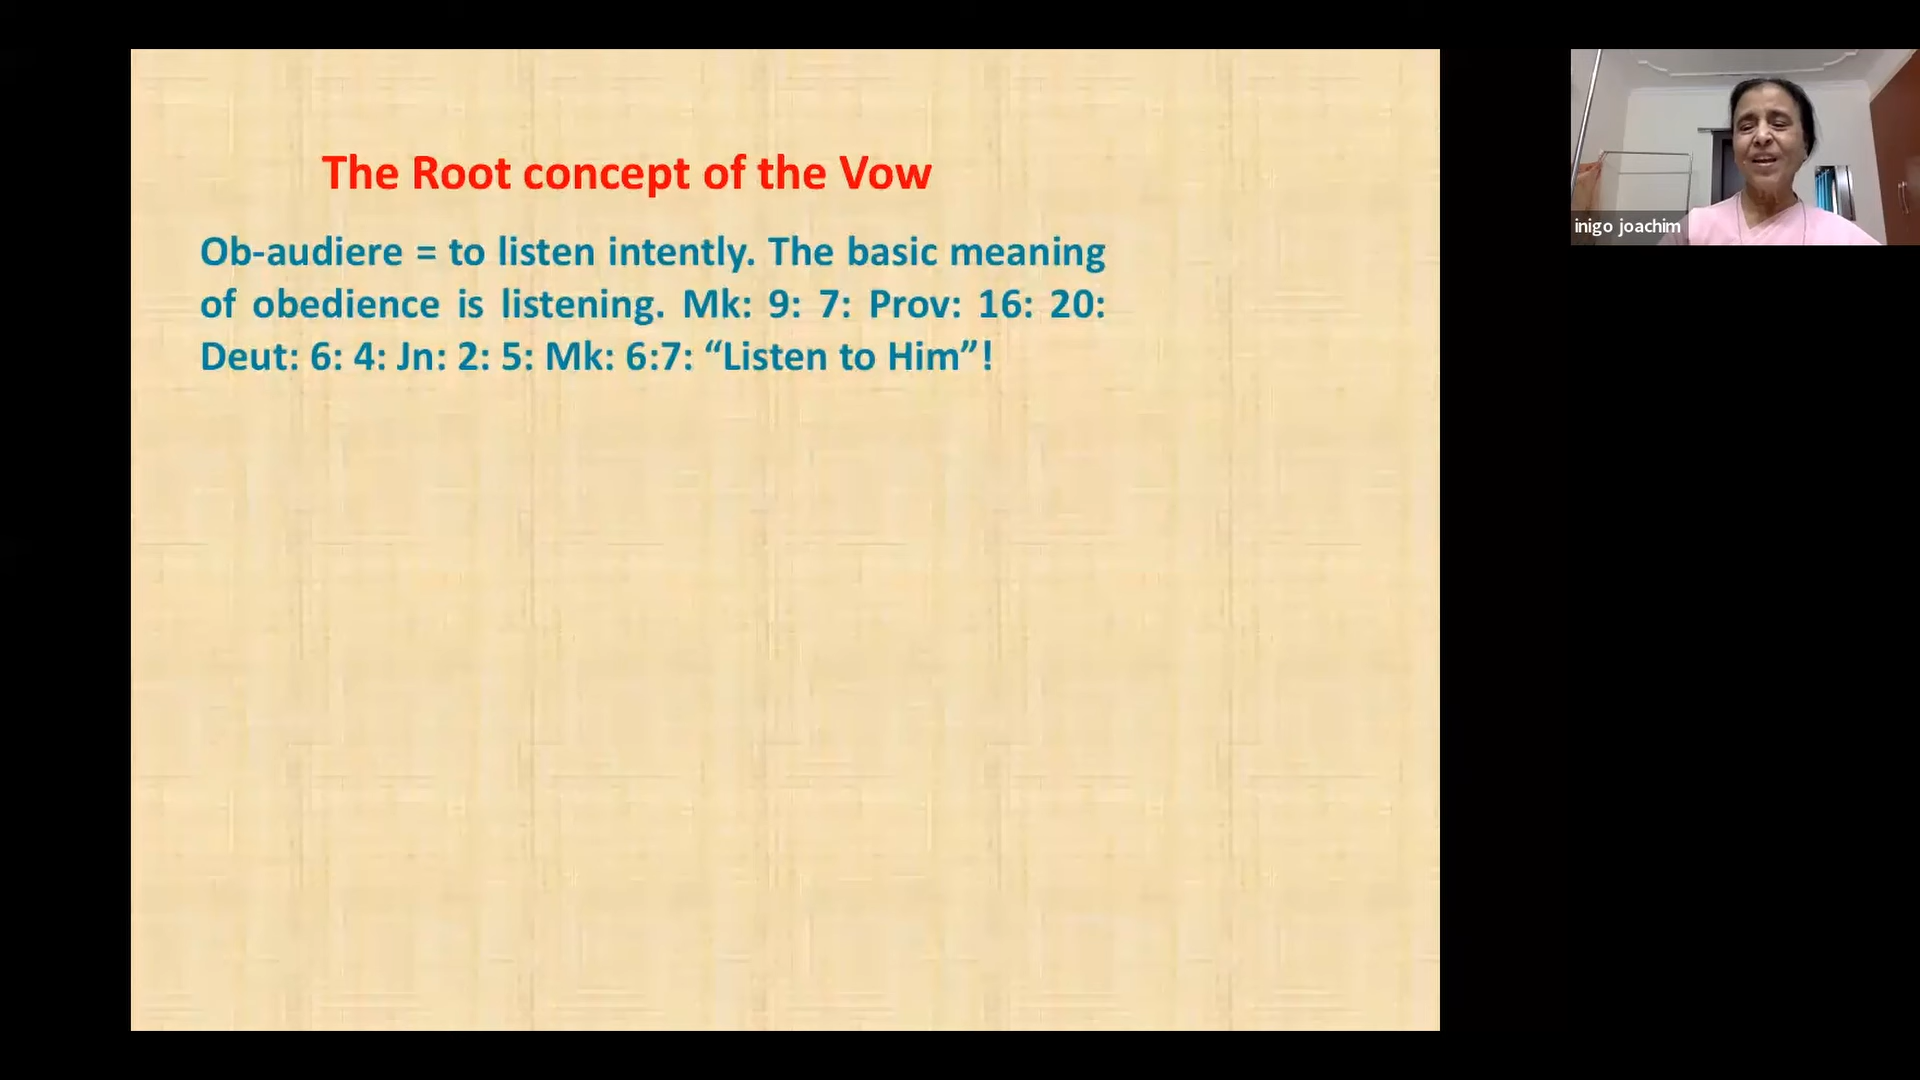 The Root concept of the Vow
Ob-audiere = to listen intently. The basic meaning
of obedience is listening. Mk: 9: 7: Prov: 16: 20:
Deut: 6: 4: Jn: 2: 5: Mk: 6:7: “Listen to Him”!
inigo joachim